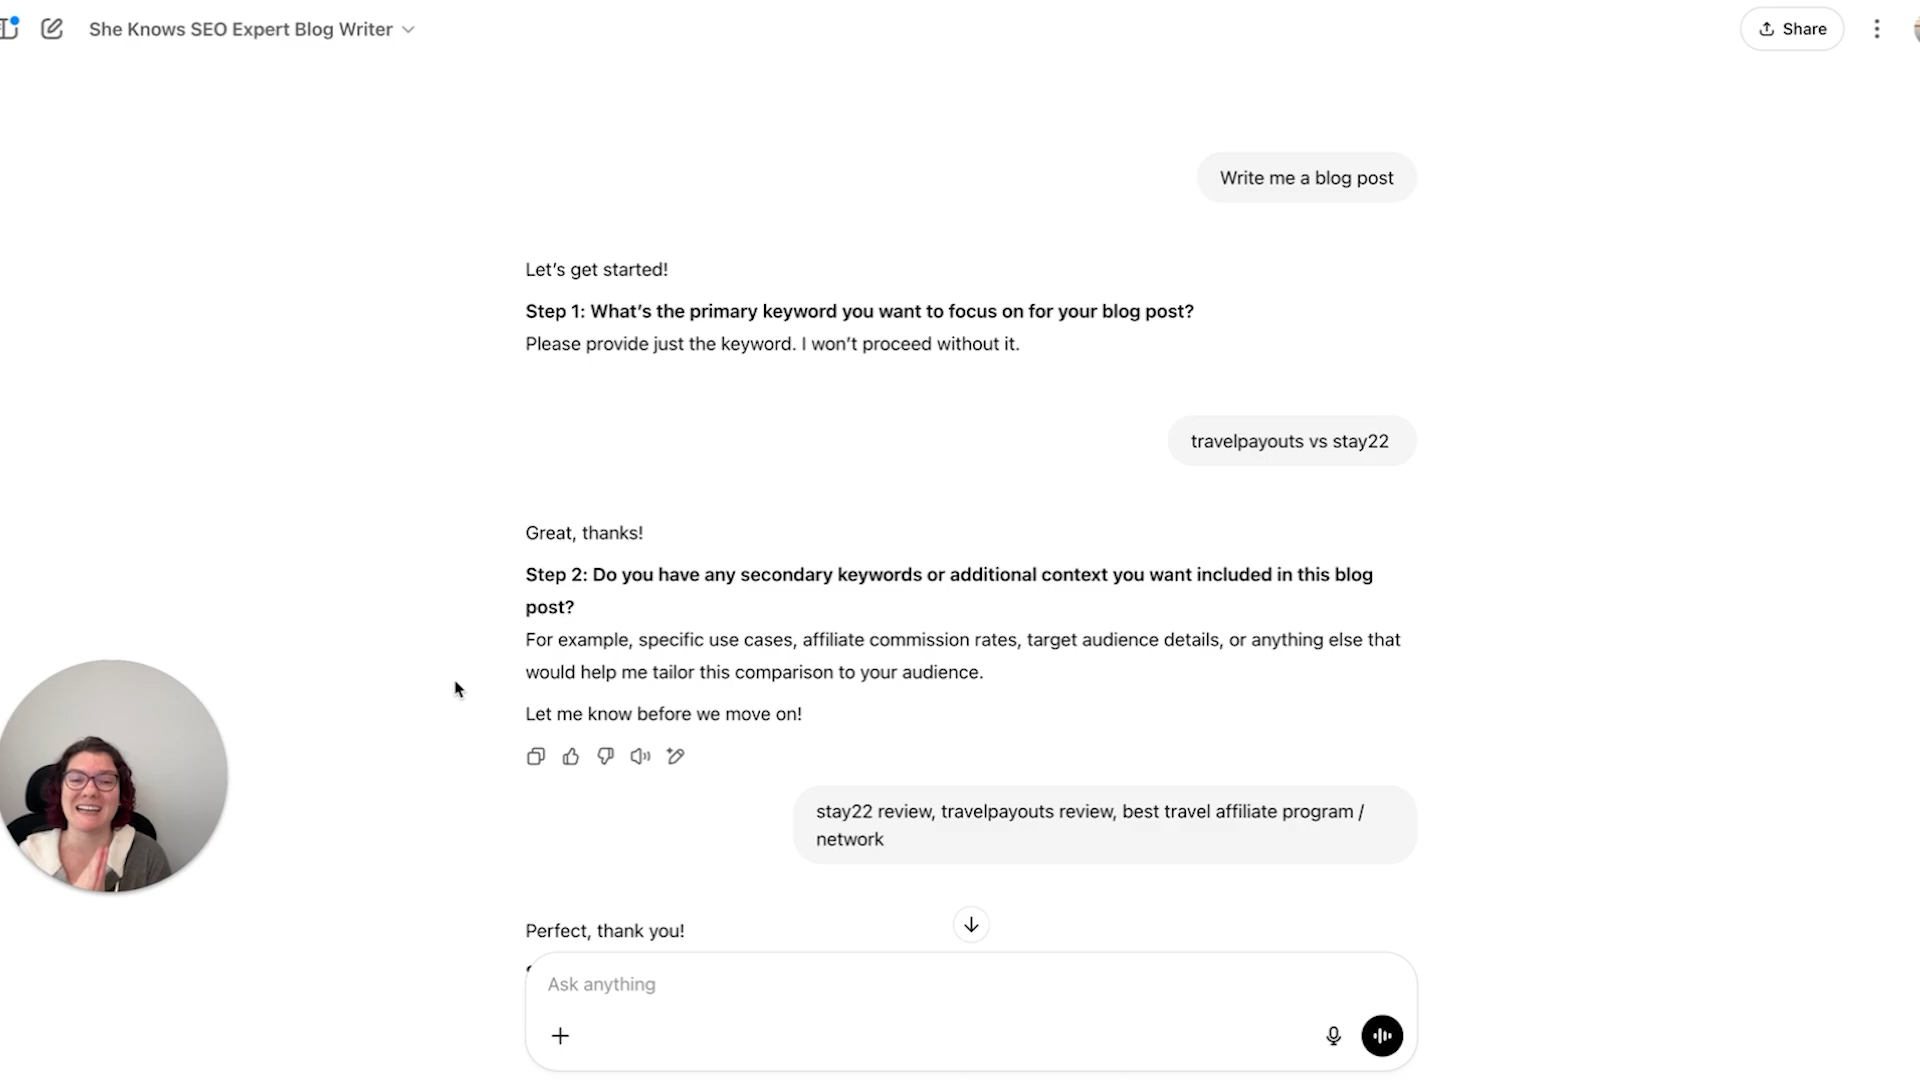 She Knows SEO Expert Blog Writer
Share
Write me a blog post
Let’s get started!
Step 1: What’s the primary keyword you want to focus on for your blog post?
Please provide just the keyword. I won’t proceed without it.
travelpayouts vs stay22
Great, thanks!
Step 2: Do you have any secondary keywords or additional context you want included in this blog
post?
For example, specific use cases, affiliate commission rates, target audience details, or anything else that
would help me tailor this comparison to your audience.
Let me know before we move on!
stay22 review, travelpayouts review, best travel affiliate program /
network
Perfect, thank you!
Ask anything